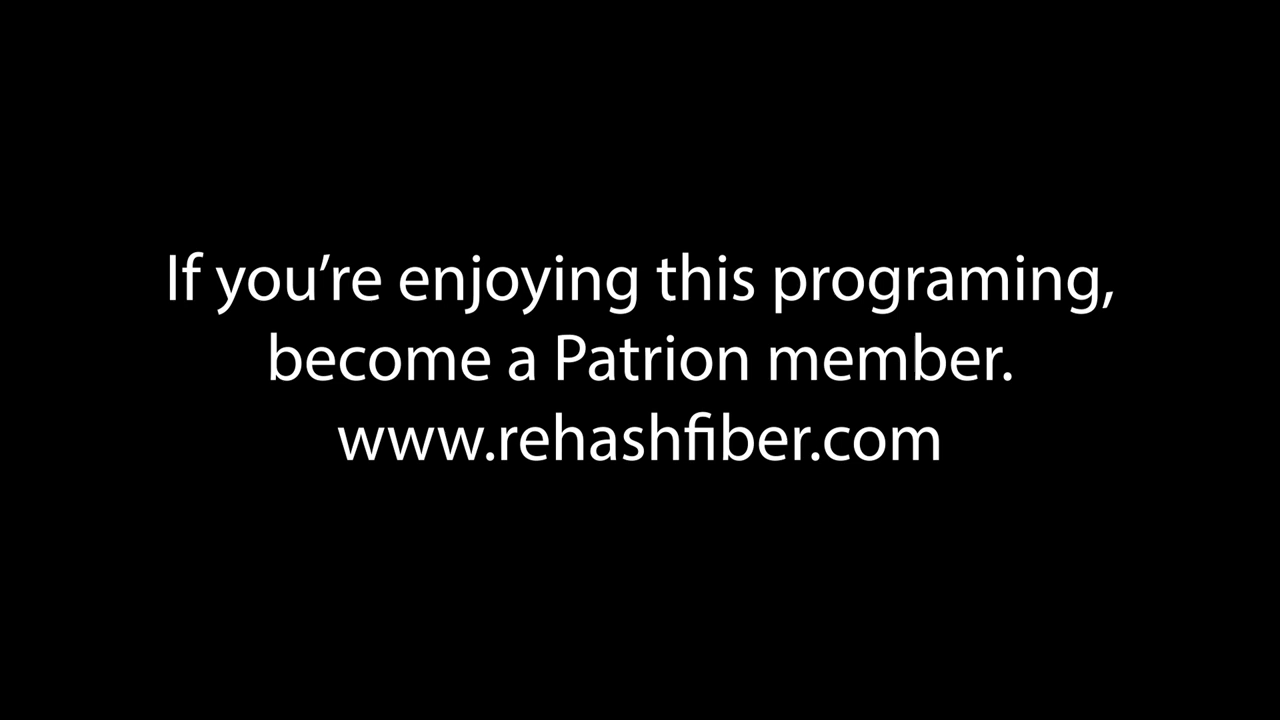 If you’re enjoying this programing,
become a Patrion member.
www.rehashfiber.com